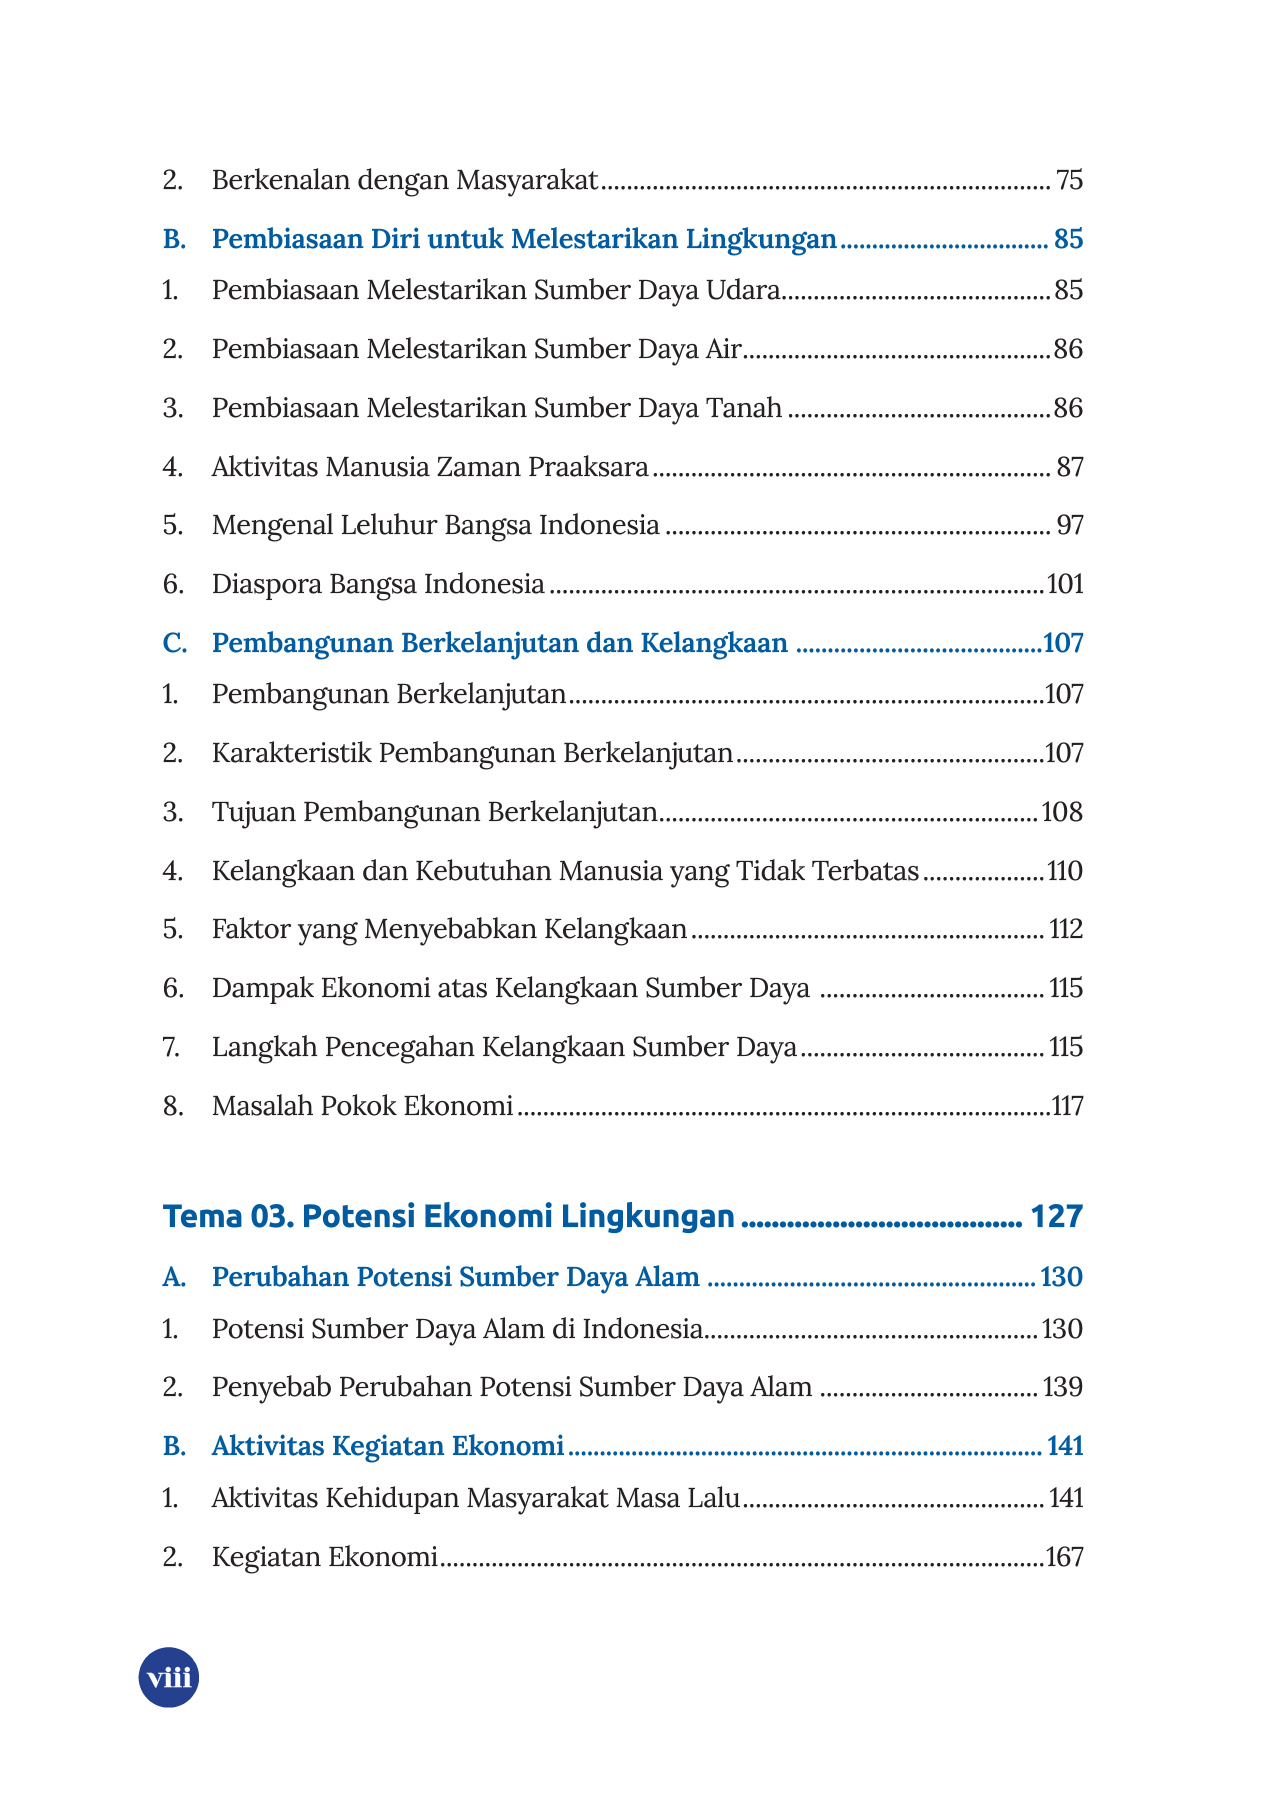 2. Berkenalan dengan Masyarakat...................................................................... 75
B. Pembiasaan Diri untuk Melestarikan Lingkungan................................. 85
1. Pembiasaan Melestarikan Sumber Daya Udara..........................................85
2. Pembiasaan Melestarikan Sumber Daya Air................................................86
3. Pembiasaan Melestarikan Sumber Daya Tanah .........................................86
4. Aktivitas Manusia Zaman Praaksara.............................................................. 87
5. Mengenal Leluhur Bangsa Indonesia ............................................................ 97
6. Diaspora Bangsa Indonesia .............................................................................101
C. Pembangunan Berkelanjutan dan Kelangkaan .......................................107
1. Pembangunan Berkelanjutan..........................................................................107
2. Karakteristik Pembangunan Berkelanjutan................................................107
3. Tujuan Pembangunan Berkelanjutan........................................................... 108
4. Kelangkaan dan Kebutuhan Manusia yang Tidak Terbatas...................110
5. Faktor yang Menyebabkan Kelangkaan....................................................... 112
6. Dampak Ekonomi atas Kelangkaan Sumber Daya ................................... 115
7. Langkah Pencegahan Kelangkaan Sumber Daya...................................... 115
8. Masalah Pokok Ekonomi...................................................................................117
Tema 03. Potensi Ekonomi Lingkungan ..................................... 127
A. Perubahan Potensi Sumber Daya Alam .................................................... 130
1. Potensi Sumber Daya Alam di Indonesia.................................................... 130
2. Penyebab Perubahan Potensi Sumber Daya Alam .................................. 139
B. Aktivitas Kegiatan Ekonomi........................................................................... 141
1. Aktivitas Kehidupan Masyarakat Masa Lalu............................................... 141
2. Kegiatan Ekonomi..............................................................................................167
viii